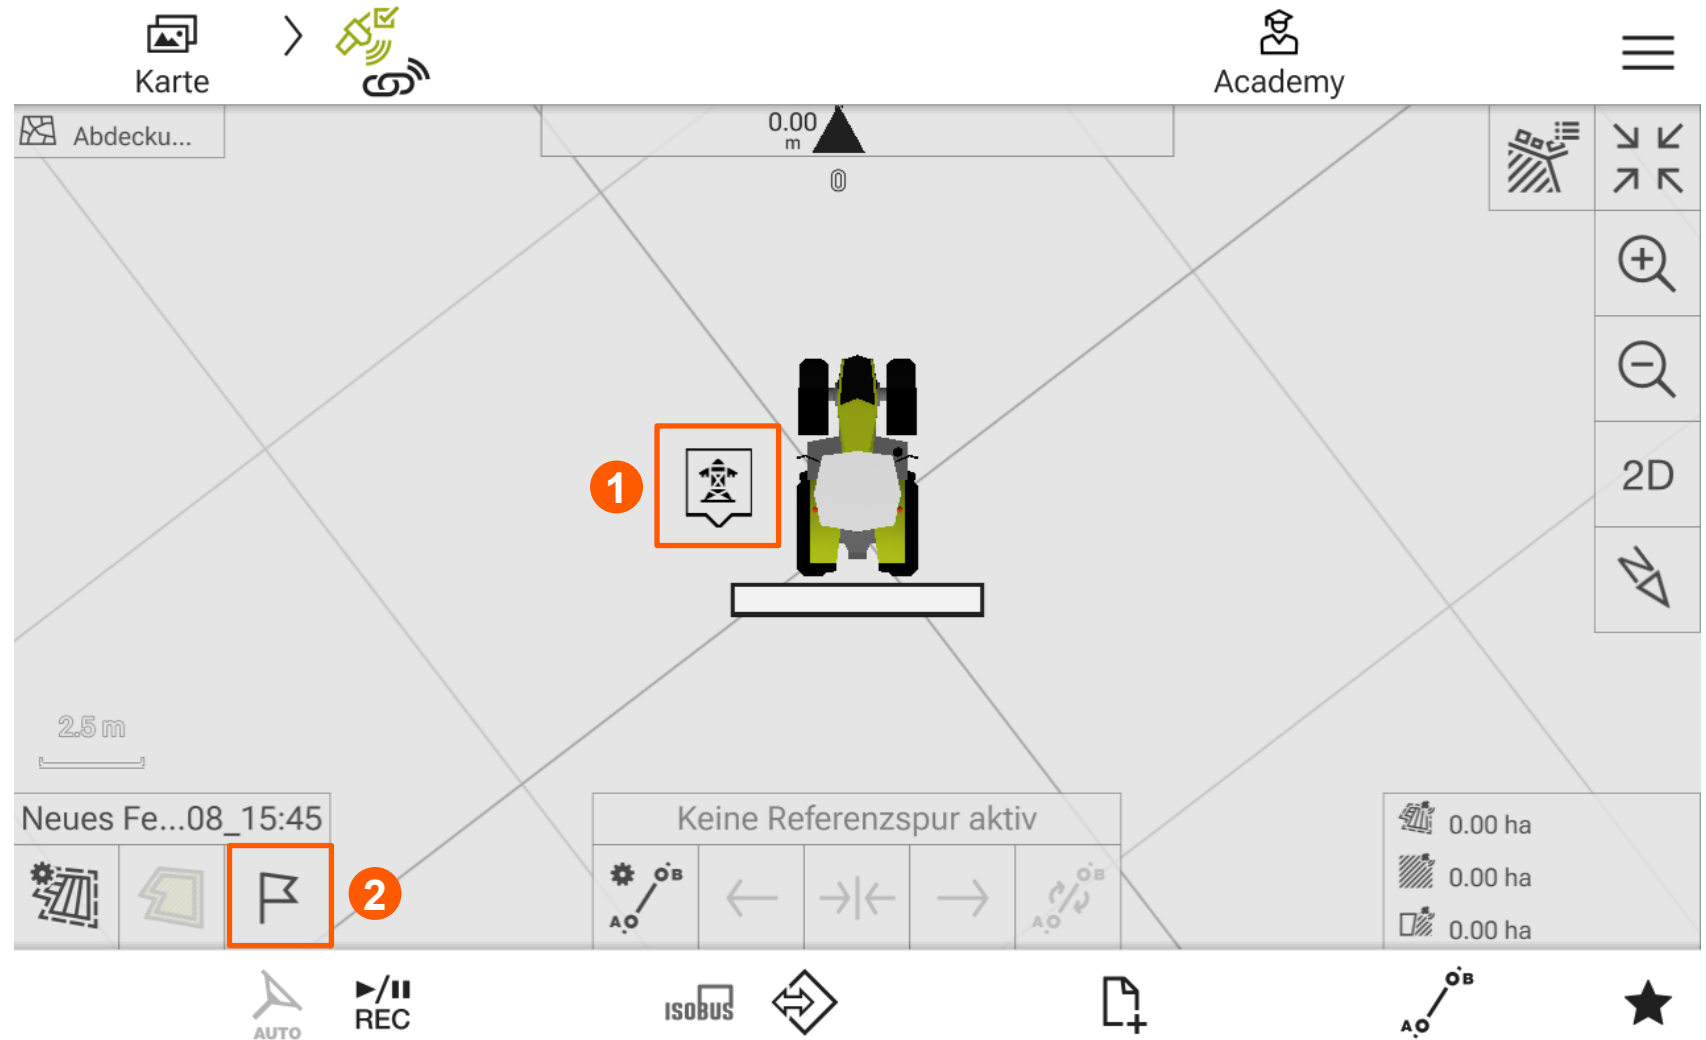 Karte
Academy
Abdecku...
0.00
m
0
1
2D
2.5 m
Neues Fe...08_15:45
Keine Referenzspur aktiv
0.00 ha
0.00 ha
0.00 ha
2
A B
A B
AUTO
▶/II
REC
ISOBUS
A B